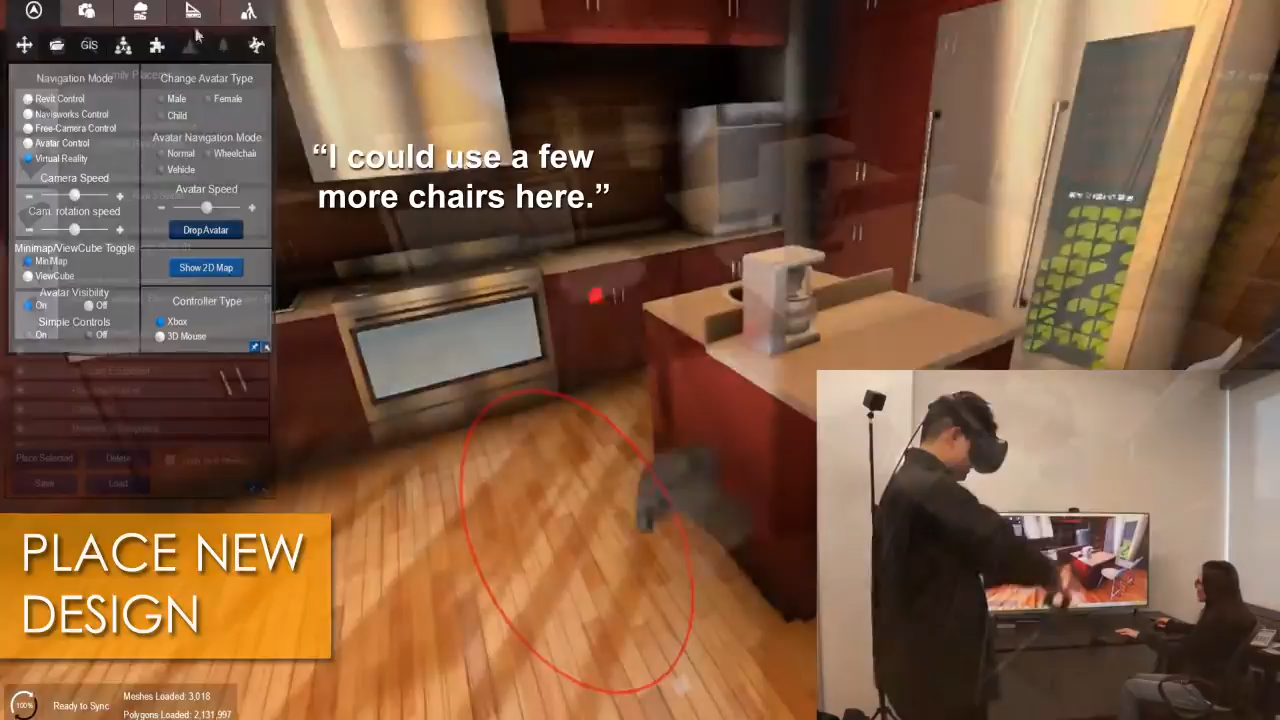 GIS
Navigation Mode
Revit Control
Navisworks Control
Free-Camera Control
Avatar Control
Virtual Reality
Camera Speed
Cam. rotation speed
Minimap/ViewCube Toggle
MiniMap
ViewCube
Avatar Visibility
On Off
Simple Controls
On Off
Change Avatar Type
Male Female
Child
Avatar Navigation Mode
Normal Wheelchair
Vehicle
Avatar Speed
Drop Avatar
Show 2D Map
Controller Type
Xbox
3D Mouse
“I could use a few
more chairs here.”
Place Selected Delete
Save Load
PLACE NEW
DESIGN
100%
Ready to Sync
Meshes Loaded: 3,018
Polygons Loaded: 2,131,997